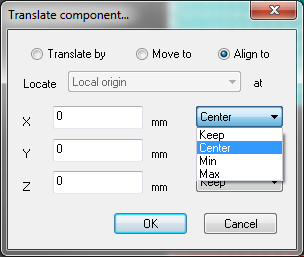 Translate component...
Translate by Move to Align to
Locate Local origin at
X 0 mm Center
Keep
Y 0 mm Center
Min
Z 0 mm Max
Keep
OK Cancel